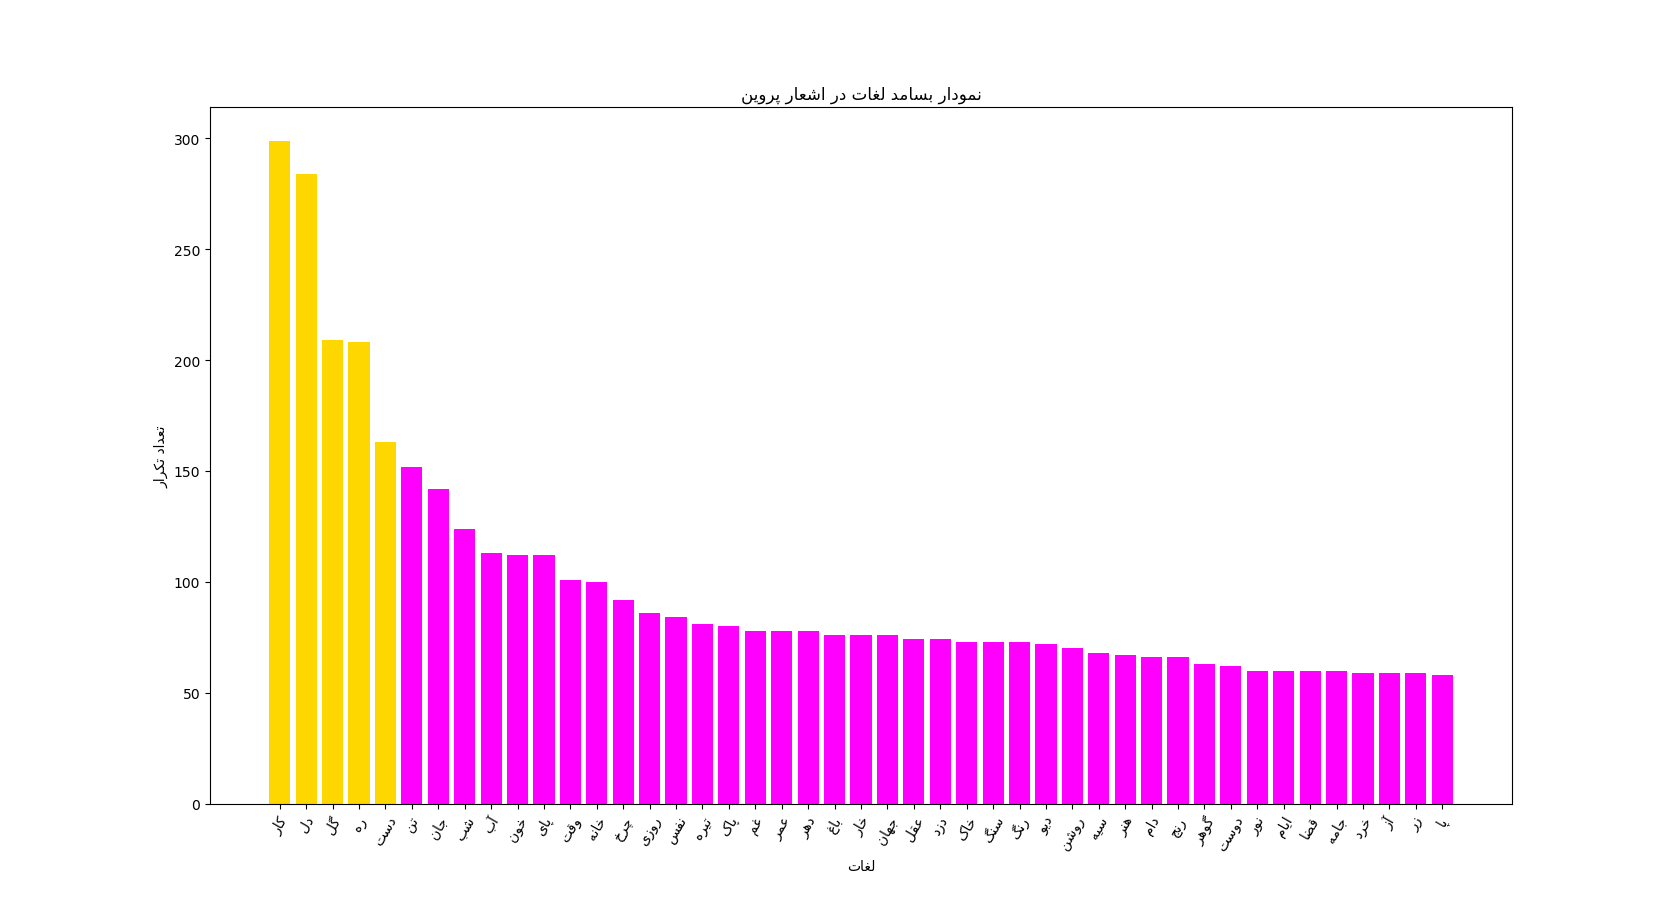 نمودار بسامد لغات در اشعار پروین
300
250
200
150
100
50
0
تعداد تکرار
کار دل گل ره دست تن جان شب آب خون پای وقت خانه چرخ روزی نفس تیره پاک غم عمر دهر باغ خار جهان عقل دزد خاک سنگ رنگ دیو روشن سیه هنر دام رنج گوهر دوست نور ایام قضا جامه خرد آز زر پا
لغات